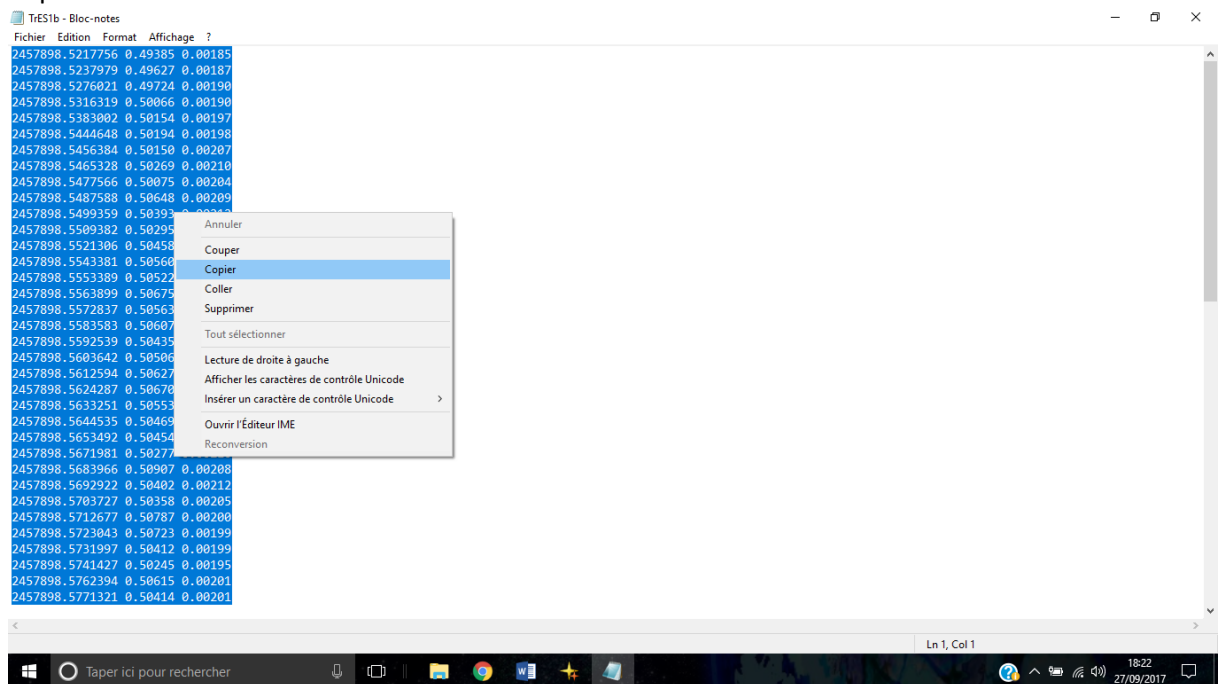 TrES1b - Bloc-notes
Fichier Edition Format Affichage ?
2457898.5217756 0.49385 0.00185
2457898.5237979 0.49627 0.00187
2457898.5276021 0.49724 0.00190
2457898.5316319 0.50066 0.00190
2457898.5383002 0.50154 0.00197
2457898.5444648 0.50194 0.00198
2457898.5456384 0.50150 0.00207
2457898.5465328 0.50269 0.00210
2457898.5477566 0.50075 0.00204
2457898.5487588 0.50648 0.00209
2457898.5499359 0.50393
2457898.5509382 0.50295
2457898.5521306 0.50458
2457898.5543381 0.50560
2457898.5553389 0.50522
2457898.5563899 0.50675
2457898.5572837 0.50563
2457898.5583583 0.50607
2457898.5592539 0.50435
2457898.5603642 0.50506
2457898.5612594 0.50627
2457898.5624287 0.50670
2457898.5633251 0.50553
2457898.5644535 0.50469
2457898.5653492 0.50454
2457898.5671981 0.50277
2457898.5683966 0.50907 0.00208
2457898.5692922 0.50402 0.00212
2457898.5703727 0.50358 0.00205
2457898.5712677 0.50787 0.00200
2457898.5723043 0.50723 0.00199
2457898.5731997 0.50412 0.00199
2457898.5741427 0.50245 0.00195
2457898.5762394 0.50615 0.00201
2457898.5771321 0.50414 0.00201
Annuler
Couper
Copier
Coller
Supprimer
Tout sélectionner
Lecture de droite à gauche
Afficher les caractères de contrôle Unicode
Insérer un caractère de contrôle Unicode
Ouvrir l'Éditeur IME
Reconversion
Ln 1, Col 1
Taper ici pour rechercher
18:22
27/09/2017